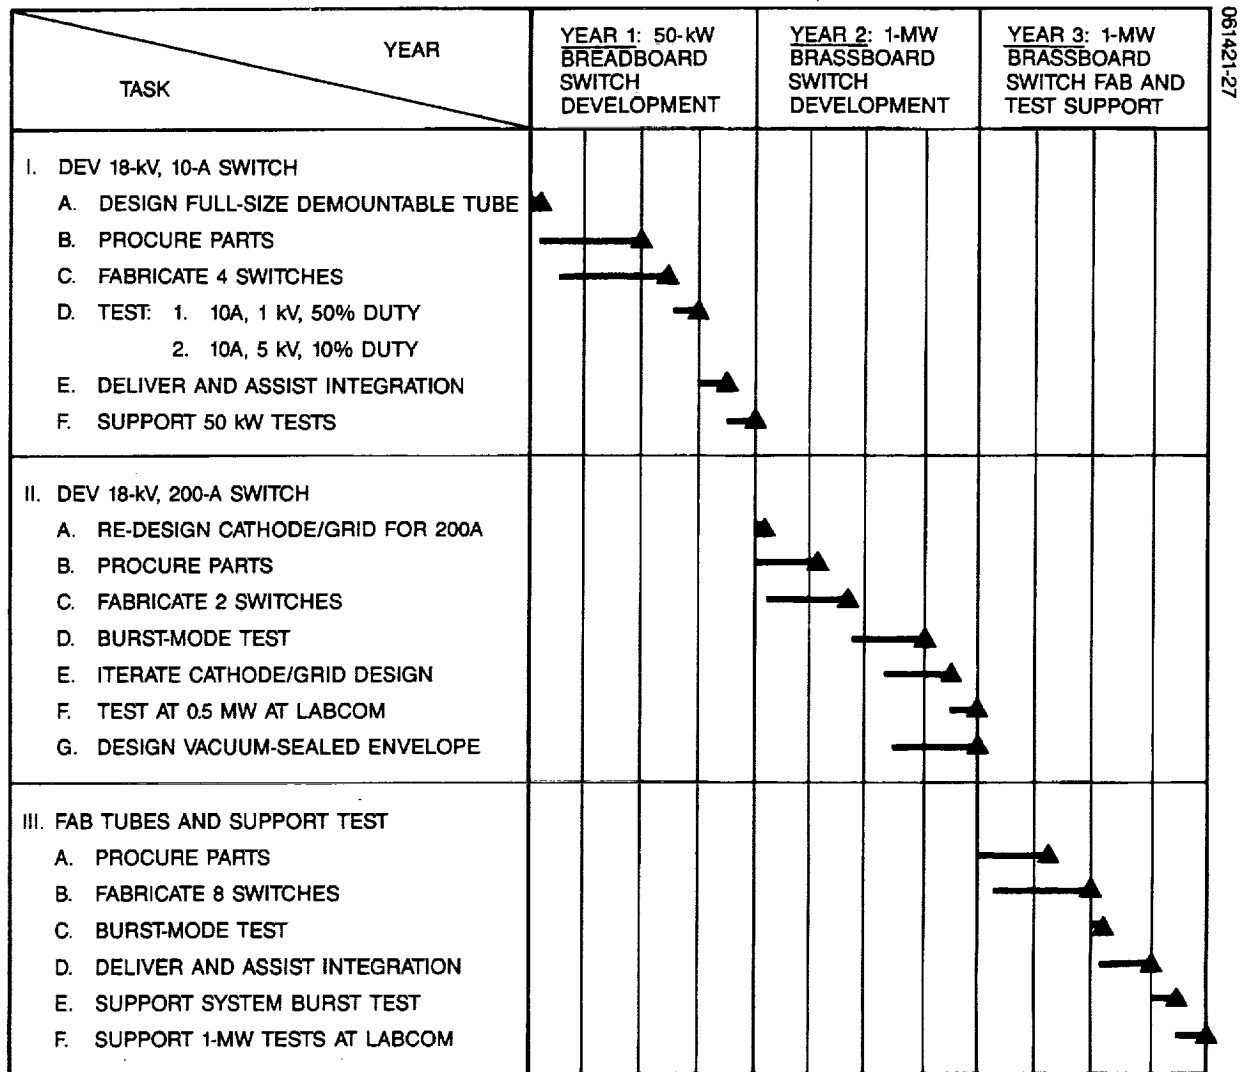 YEAR
TASK
YEAR 1: 50-kW
BREADBOARD
SWITCH
DEVELOPMENT
YEAR 2: 1-MW
BRASSBOARD
SWITCH
DEVELOPMENT
YEAR 3: 1-MW
BRASSBOARD
SWITCH FAB AND
TEST SUPPORT
061421-27
I. DEV 18-kV, 10-A SWITCH
A. DESIGN FULL-SIZE DEMOUNTABLE TUBE
B. PROCURE PARTS
C. FABRICATE 4 SWITCHES
D. TEST: 1. 10A, 1 kV, 50% DUTY
2. 10A, 5 kV, 10% DUTY
E. DELIVER AND ASSIST INTEGRATION
F. SUPPORT 50 kW TESTS
II. DEV 18-kV, 200-A SWITCH
A. RE-DESIGN CATHODE/GRID FOR 200A
B. PROCURE PARTS
C. FABRICATE 2 SWITCHES
D. BURST-MODE TEST
E. ITERATE CATHODE/GRID DESIGN
F. TEST AT 0.5 MW AT LABCOM
G. DESIGN VACUUM-SEALED ENVELOPE
III. FAB TUBES AND SUPPORT TEST
A. PROCURE PARTS
B. FABRICATE 8 SWITCHES
C. BURST-MODE TEST
D. DELIVER AND ASSIST INTEGRATION
E. SUPPORT SYSTEM BURST TEST
F. SUPPORT 1-MW TESTS AT LABCOM